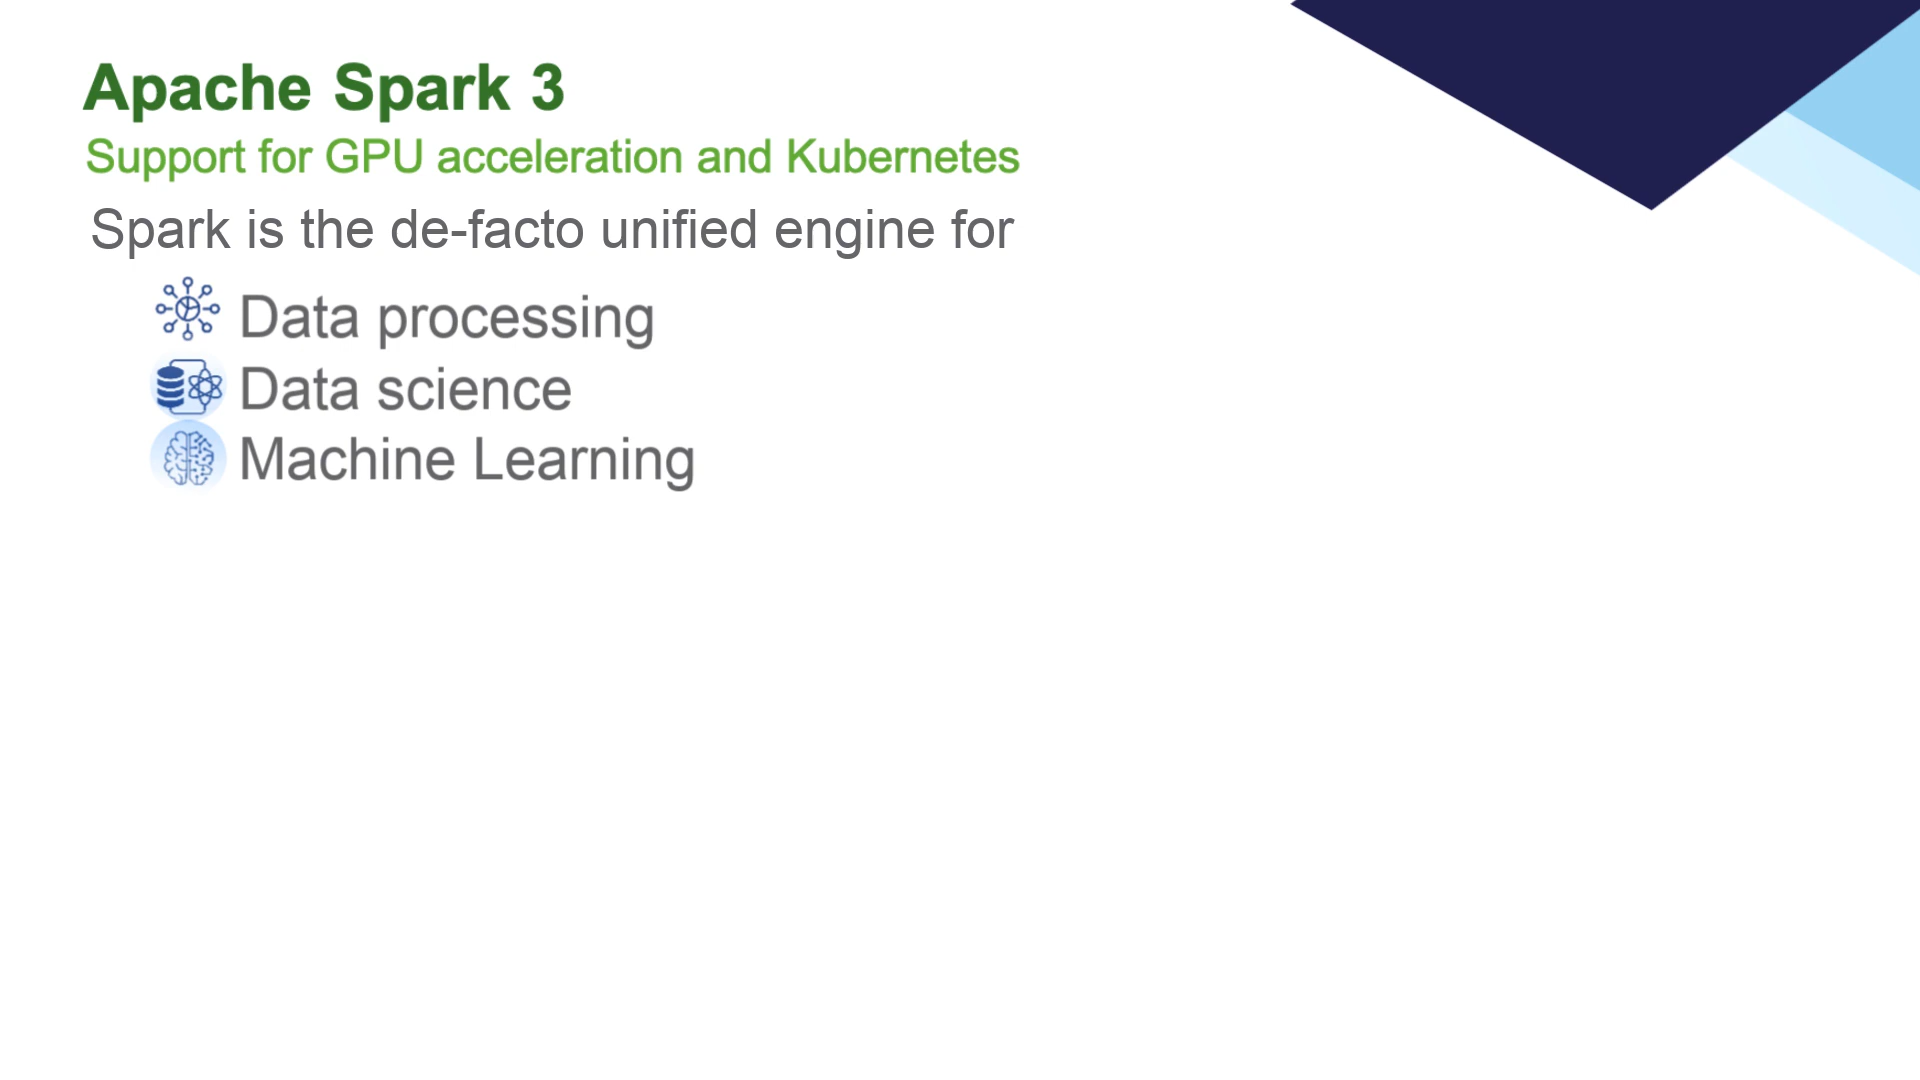 Apache Spark 3
Support for GPU acceleration and Kubernetes
Spark is the de-facto unified engine for
Data processing
Data science
Machine Learning